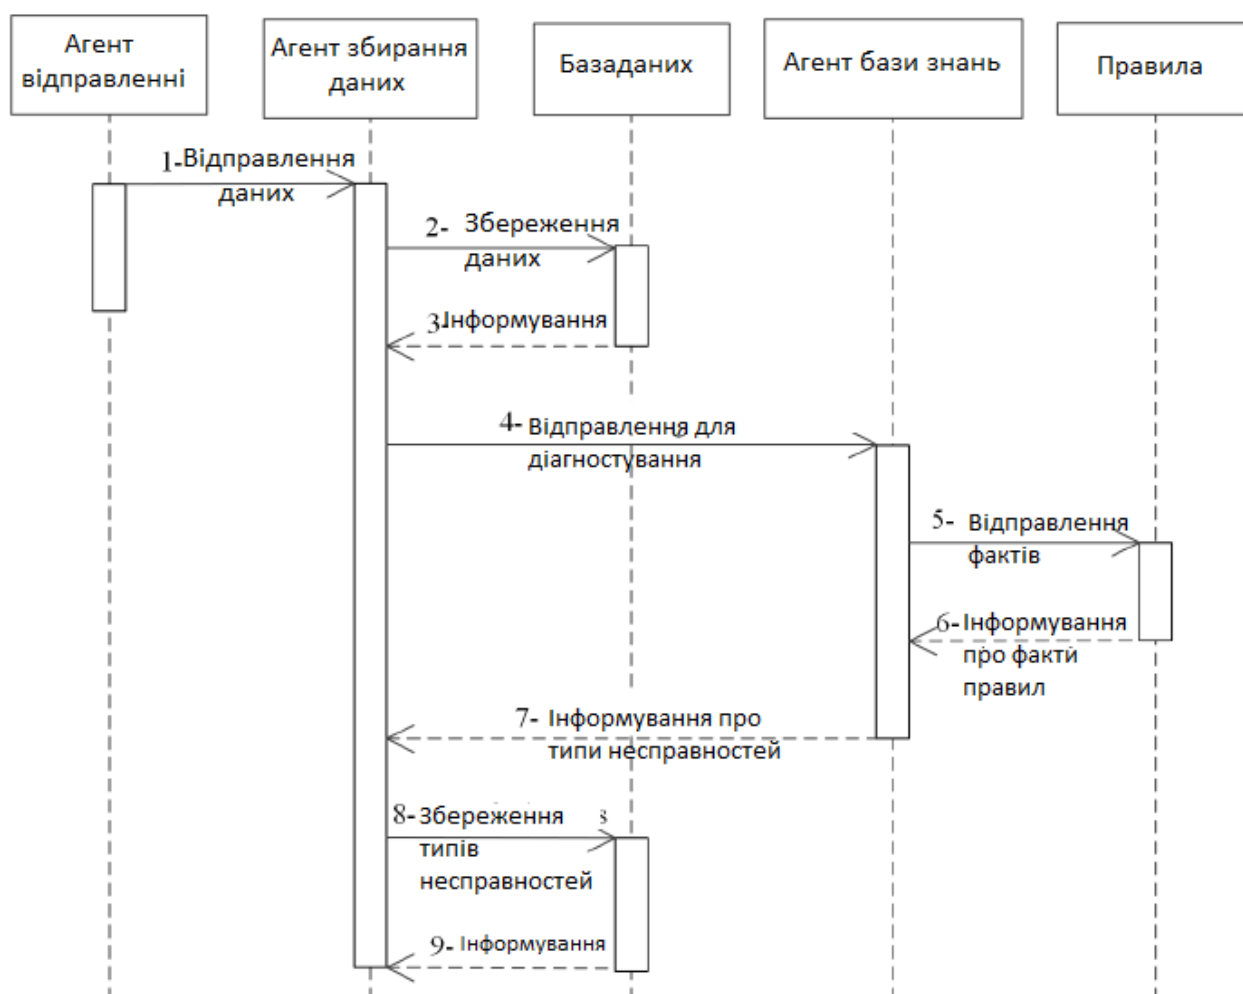 Агент
відправленні
Агент збирання
даних
Базаданих
Агент бази знань
Правила
1-Відправлення
даних
2- Збереження
даних
3-Інформування
4- Відправлення для
діагностування
5- Відправлення
фактів
6-Інформування
про факти
правил
7- Інформування про
типи несправностей
8-Збереження s
типів
несправностей
9- Інформування